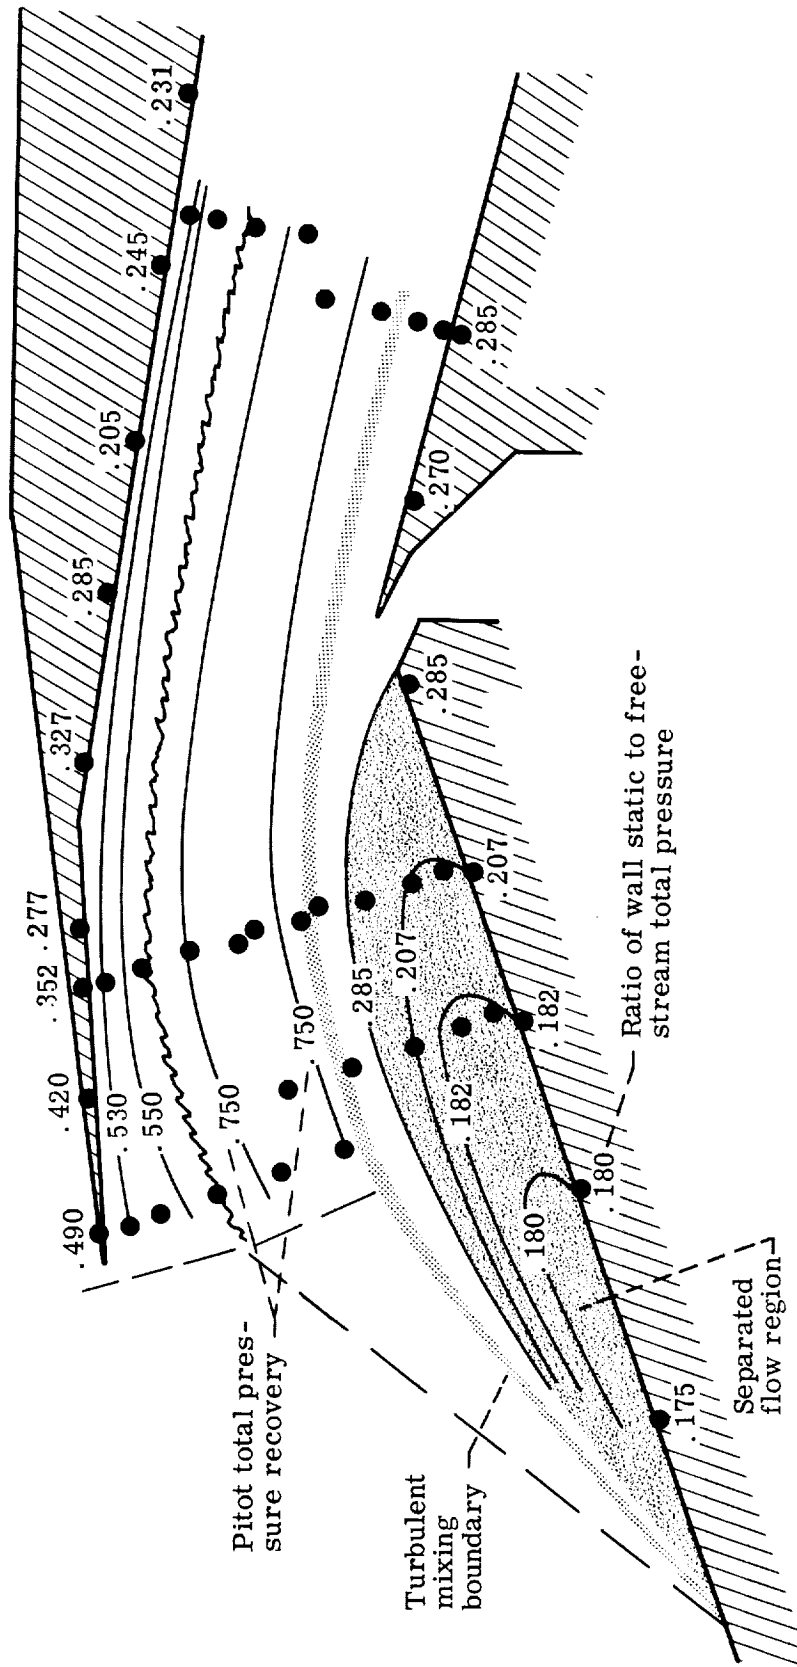 .490
.420
.352
.277
.327
.285
.205
.245
.231
.530
.550
.750
.750
.285
.207
.182
.180
Pitot total pres-
sure recovery
Turbulent
mixing
boundary
.175
.180
.182
.207
.285
.270
.285
Separated
flow region
Ratio of wall static to free-
stream total pressure